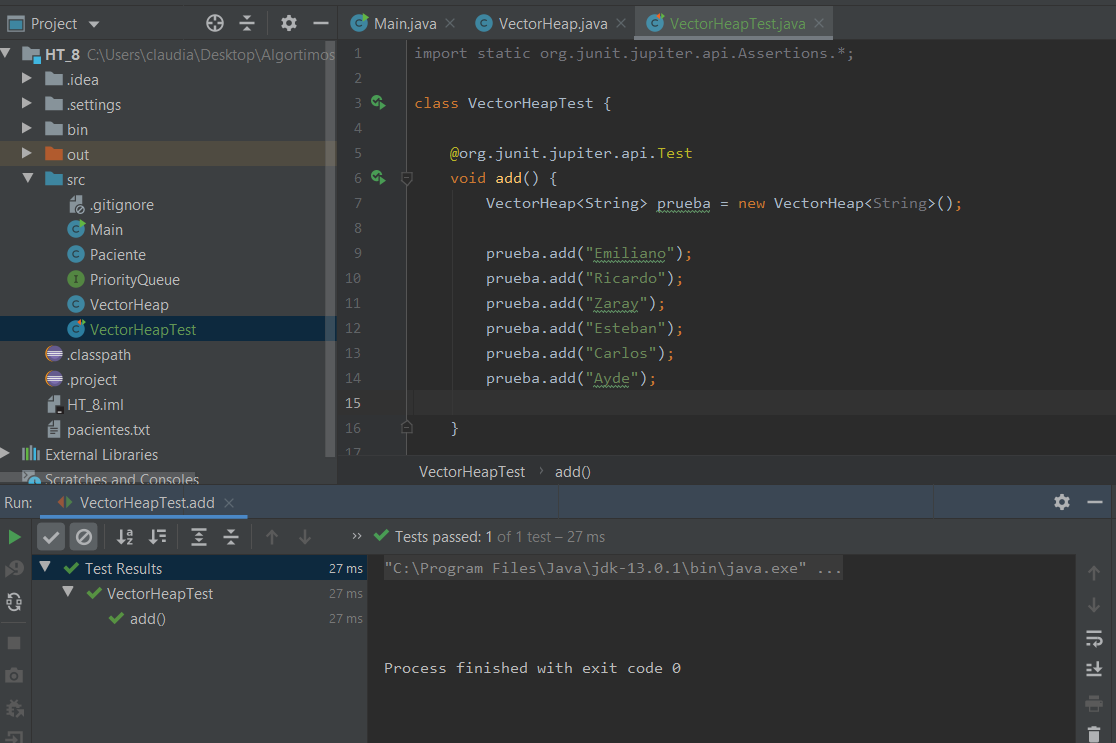 Project
Main.java
VectorHeap.java
VectorHeapTest.java
HT_8 C:\Users\claudia\Desktop\Algortimos
.idea
.settings
bin
out
src
.gitignore
Main
Paciente
PriorityQueue
VectorHeap
VectorHeapTest
.classpath
.project
HT_8.iml
pacientes.txt
External Libraries
Scratches and Consoles
1 import static org.junit.jupiter.api.Assertions.*;
2
3 class VectorHeapTest {
4
5 @org.junit.jupiter.api.Test
6 void add() {
7 VectorHeap<String> prueba = new VectorHeap<String>();
8
9 prueba.add("Emiliano");
10 prueba.add("Ricardo");
11 prueba.add("Zaray");
12 prueba.add("Esteban");
13 prueba.add("Carlos");
14 prueba.add("Ayde");
15
16 }
17
VectorHeapTest › add()
Run: VectorHeapTest.add
» Tests passed: 1 of 1 test – 27 ms
Test Results 27 ms
VectorHeapTest 27 ms
add() 27 ms
"C:\Program Files\Java\jdk-13.0.1\bin\java.exe" ...
Process finished with exit code 0